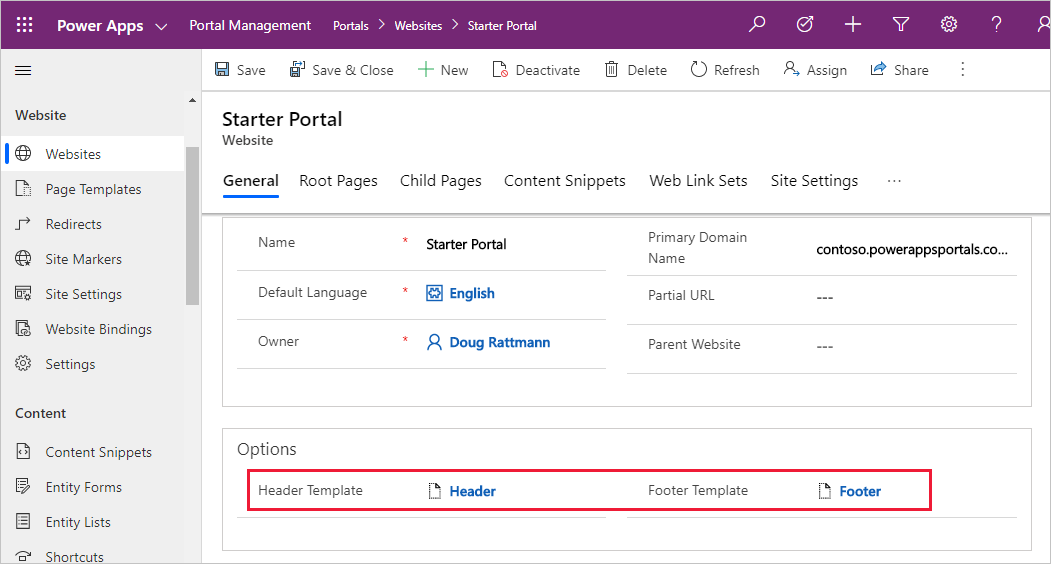 Power Apps Portal Management Portals Websites Starter Portal ?
Save Save & Close New Deactivate Delete Refresh Assign Share
Website
Websites
Page Templates
Redirects
Site Markers
Site Settings
Website Bindings
Settings
Content
Content Snippets
Entity Forms
Entity Lists
Shortcuts
Starter Portal
Website
General Root Pages Child Pages Content Snippets Web Link Sets Site Settings ...
Name * Starter Portal
Default Language * English
Owner * Doug Rattmann
Primary Domain
Name
contoso.powerappsportals.co...
Partial URL ---
Parent Website ---
Options
Header Template Header Footer Template Footer